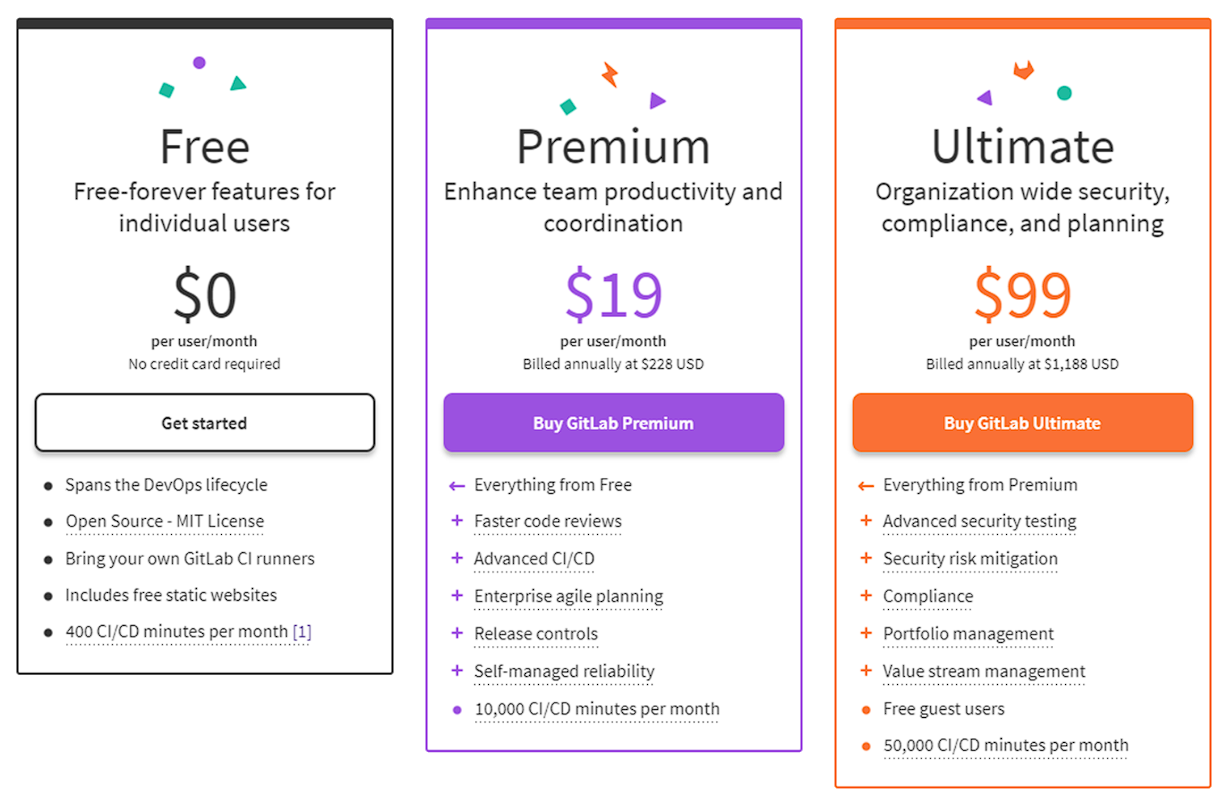 Free
Free-forever features for
individual users
$0
per user/month
No credit card required
Get started
Spans the DevOps lifecycle
Open Source - MIT License
Bring your own GitLab CI runners
Includes free static websites
400 CI/CD minutes per month [1]
Premium
Enhance team productivity and
coordination
$19
per user/month
Billed annually at $228 USD
Buy GitLab Premium
Everything from Free
Faster code reviews
Advanced CI/CD
Enterprise agile planning
Release controls
Self-managed reliability
10,000 CI/CD minutes per month
Ultimate
Organization wide security,
compliance, and planning
$99
per user/month
Billed annually at $1,188 USD
Buy GitLab Ultimate
Everything from Premium
Advanced security testing
Security risk mitigation
Compliance
Portfolio management
Value stream management
Free guest users
50,000 CI/CD minutes per month